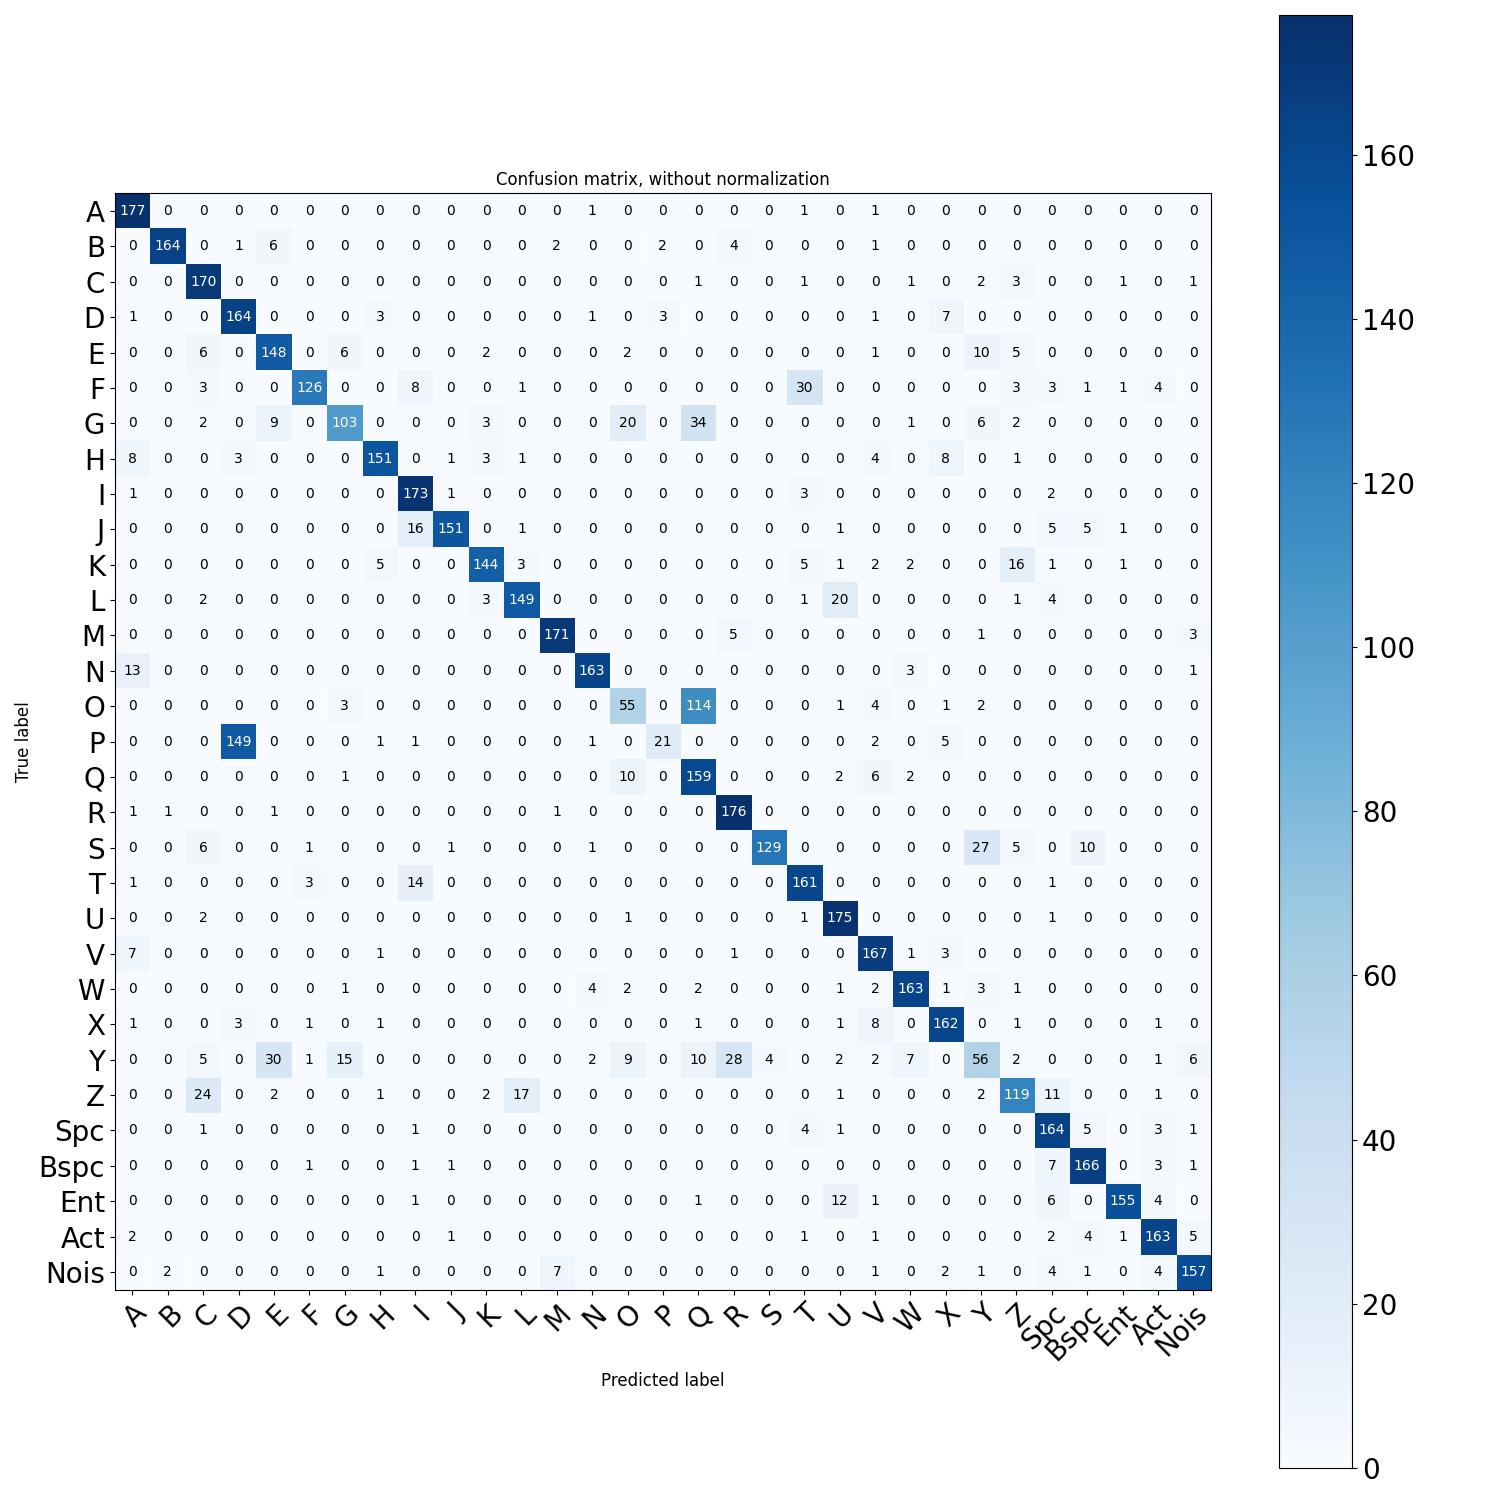 Confusion matrix, without normalization
A 177 0 0 0 0 0 0 0 0 0 0 0 0 1 0 0 0 0 0 1 0 1 0 0 0 0 0 0 0 0 0
B 0 164 0 1 6 0 0 0 0 0 0 0 2 0 0 2 0 4 0 0 0 1 0 0 0 0 0 0 0 0 0
C 0 0 170 0 0 0 0 0 0 0 0 0 0 0 0 0 1 0 0 1 0 0 1 0 2 3 0 0 1 0 1
D 1 0 0 164 0 0 0 3 0 0 0 0 0 1 0 3 0 0 0 0 0 1 0 7 0 0 0 0 0 0 0
E 0 0 6 0 148 0 6 0 0 0 2 0 0 0 2 0 0 0 0 0 0 1 0 0 10 5 0 0 0 0 0
F 0 0 3 0 0 126 0 0 8 0 0 1 0 0 0 0 0 0 0 30 0 0 0 0 0 3 3 1 1 4 0
G 0 0 2 0 9 0 103 0 0 0 3 0 0 0 20 0 34 0 0 0 0 0 1 0 6 2 0 0 0 0 0
H 8 0 0 3 0 0 0 151 0 1 3 1 0 0 0 0 0 0 0 0 0 4 0 8 0 1 0 0 0 0 0
I 1 0 0 0 0 0 0 0 173 1 0 0 0 0 0 0 0 0 0 3 0 0 0 0 0 0 2 0 0 0 0
J 0 0 0 0 0 0 0 0 16 151 0 1 0 0 0 0 0 0 0 0 1 0 0 0 0 0 5 5 1 0 0
K 0 0 0 0 0 0 0 5 0 0 144 3 0 0 0 0 0 0 0 5 1 2 2 0 0 16 1 0 1 0 0
L 0 0 2 0 0 0 0 0 0 0 3 149 0 0 0 0 0 0 0 1 20 0 0 0 0 1 4 0 0 0 0
M 0 0 0 0 0 0 0 0 0 0 0 0 171 0 0 0 0 5 0 0 0 0 0 0 1 0 0 0 0 0 3
N 13 0 0 0 0 0 0 0 0 0 0 0 0 163 0 0 0 0 0 0 0 0 3 0 0 0 0 0 0 0 1
O 0 0 0 0 0 0 3 0 0 0 0 0 0 0 55 0 114 0 0 0 1 4 0 1 2 0 0 0 0 0 0
P 0 0 0 149 0 0 0 1 1 0 0 0 0 1 0 21 0 0 0 0 0 2 0 5 0 0 0 0 0 0 0
Q 0 0 0 0 0 0 1 0 0 0 0 0 0 0 10 0 159 0 0 0 2 6 2 0 0 0 0 0 0 0 0
R 1 1 0 0 1 0 0 0 0 0 0 0 1 0 0 0 0 176 0 0 0 0 0 0 0 0 0 0 0 0 0
S 0 0 6 0 0 1 0 0 0 1 0 0 0 1 0 0 0 0 129 0 0 0 0 0 27 5 0 10 0 0 0
T 1 0 0 0 0 3 0 0 14 0 0 0 0 0 0 0 0 0 0 161 0 0 0 0 0 0 1 0 0 0 0
U 0 0 2 0 0 0 0 0 0 0 0 0 0 0 1 0 0 0 0 1 175 0 0 0 0 0 1 0 0 0 0
V 7 0 0 0 0 0 0 1 0 0 0 0 0 0 0 0 0 1 0 0 0 167 1 3 0 0 0 0 0 0 0
W 0 0 0 0 0 0 1 0 0 0 0 0 0 4 2 0 2 0 0 0 1 2 163 1 3 1 0 0 0 0 0
X 1 0 0 3 0 1 0 1 0 0 0 0 0 0 0 0 1 0 0 0 1 8 0 162 0 1 0 0 0 1 0
Y 0 0 5 0 30 1 15 0 0 0 0 0 0 2 9 0 10 28 4 0 2 2 7 0 56 2 0 0 0 1 6
Z 0 0 24 0 2 0 0 1 0 0 2 17 0 0 0 0 0 0 0 0 1 0 0 0 2 119 11 0 0 1 0
Spc 0 0 1 0 0 0 0 0 1 0 0 0 0 0 0 0 0 0 0 4 1 0 0 0 0 0 164 5 0 3 1
Bspc 0 0 0 0 0 1 0 0 1 1 0 0 0 0 0 0 0 0 0 0 0 0 0 0 0 0 7 166 0 3 1
Ent 0 0 0 0 0 0 0 0 1 0 0 0 0 0 0 0 1 0 0 0 12 1 0 0 0 0 6 0 155 4 0
Act 2 0 0 0 0 0 0 0 0 1 0 0 0 0 0 0 0 0 0 1 0 1 0 0 0 0 2 4 1 163 5
Nois 0 2 0 0 0 0 0 1 0 0 0 0 7 0 0 0 0 0 0 0 0 1 0 2 1 0 4 1 0 4 157
A B C D E F G H I J K L M N O P Q R S T U V W X Y Z Spc Bspc Ent Act Nois
True label
Predicted label
160
140
120
100
80
60
40
20
0